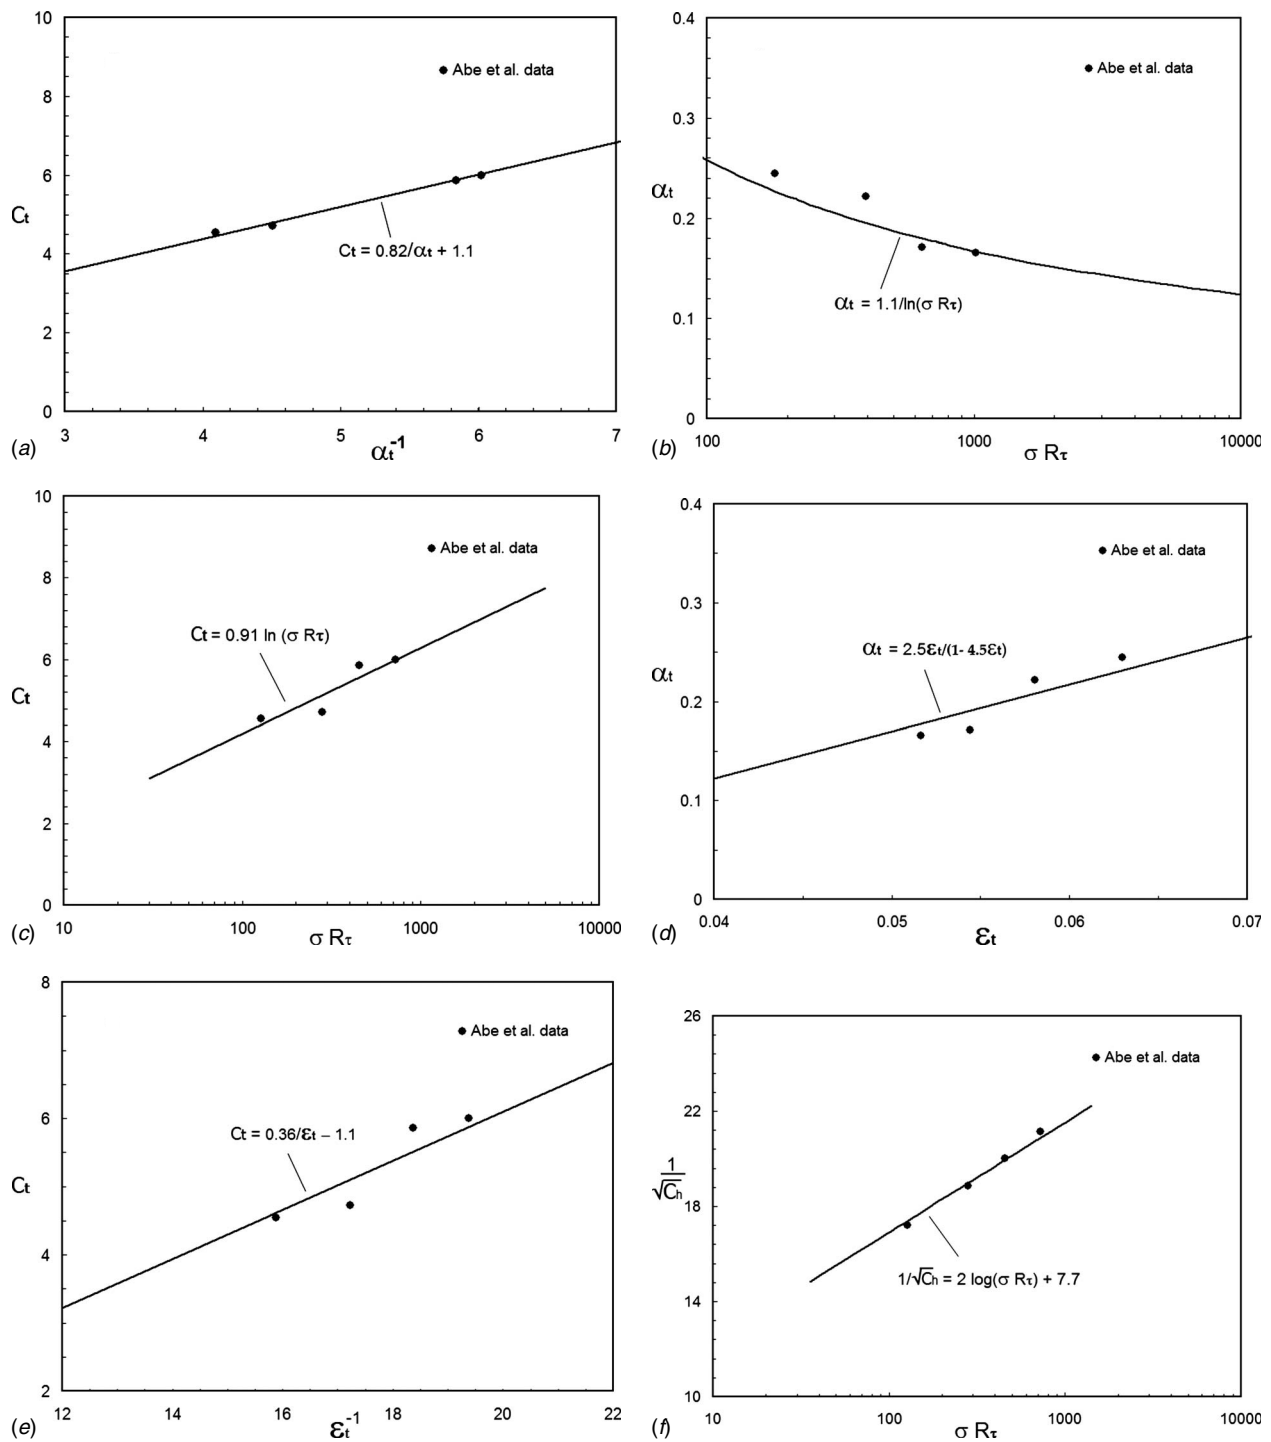 10
8
6
4
2
0
Ct
Abe et al. data
Ct = 0.82/αt + 1.1
3
4
5
6
7
(a)
αt⁻¹
0.4
0.3
0.2
0.1
0
αt
Abe et al. data
αt = 1.1/ln(σ Rτ)
100
1000
10000
(b)
σ Rτ
10
8
6
4
2
0
Ct
Abe et al. data
Ct = 0.91 ln (σ Rτ)
10
100
1000
10000
(c)
σ Rτ
0.4
0.3
0.2
0.1
0
αt
Abe et al. data
αt = 2.5εt/(1- 4.5εt)
0.04
0.05
0.06
0.07
(d)
εt
8
6
4
2
Ct
Abe et al. data
Ct = 0.36/εt – 1.1
12
14
16
18
20
22
(e)
εt⁻¹
26
22
18
14
10
1
√Ch
Abe et al. data
1/√Ch = 2 log(σ Rτ) + 7.7
10
100
1000
10000
(f)
σ Rτ